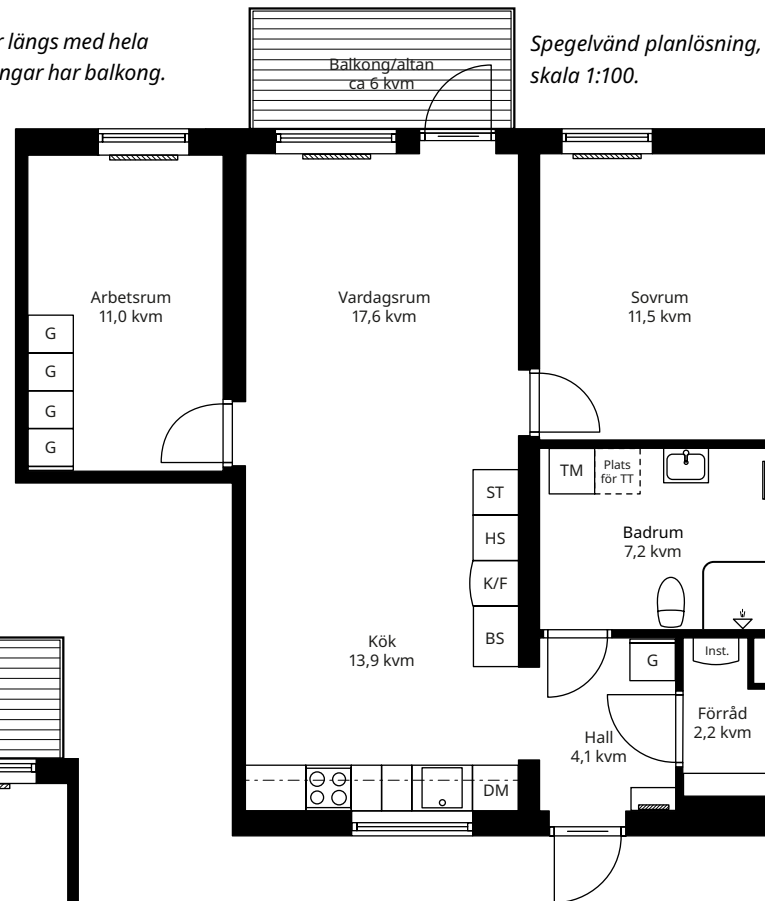 längs med hela
har balkong.
Spegelvänd planlösning,
skala 1:100.
Balkong/altan
ca 6 kvm
Arbetsrum
11,0 kvm
Vardagsrum
17,6 kvm
Sovrum
11,5 kvm
G
G
G
G
TM
Plats
för TT
ST
HS
K/F
BS
Badrum
7,2 kvm
Kök
13,9 kvm
G
Inst.
Hall
4,1 kvm
Förråd
2,2 kvm
DM